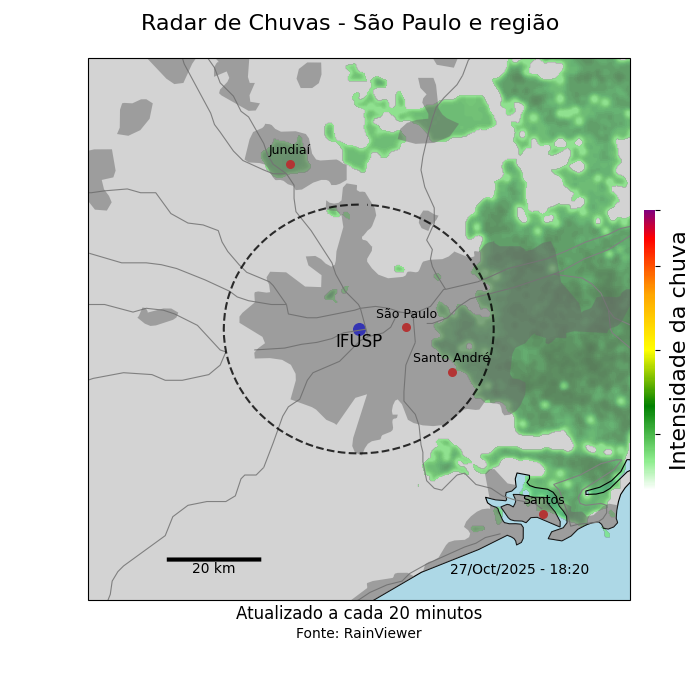 Radar de Chuvas - São Paulo e região
Jundiaí
São Paulo
IFUSP
Santo André
Intensidade da chuva
Santos
20 km
27/Oct/2025 - 18:20
Atualizado a cada 20 minutos
Fonte: RainViewer